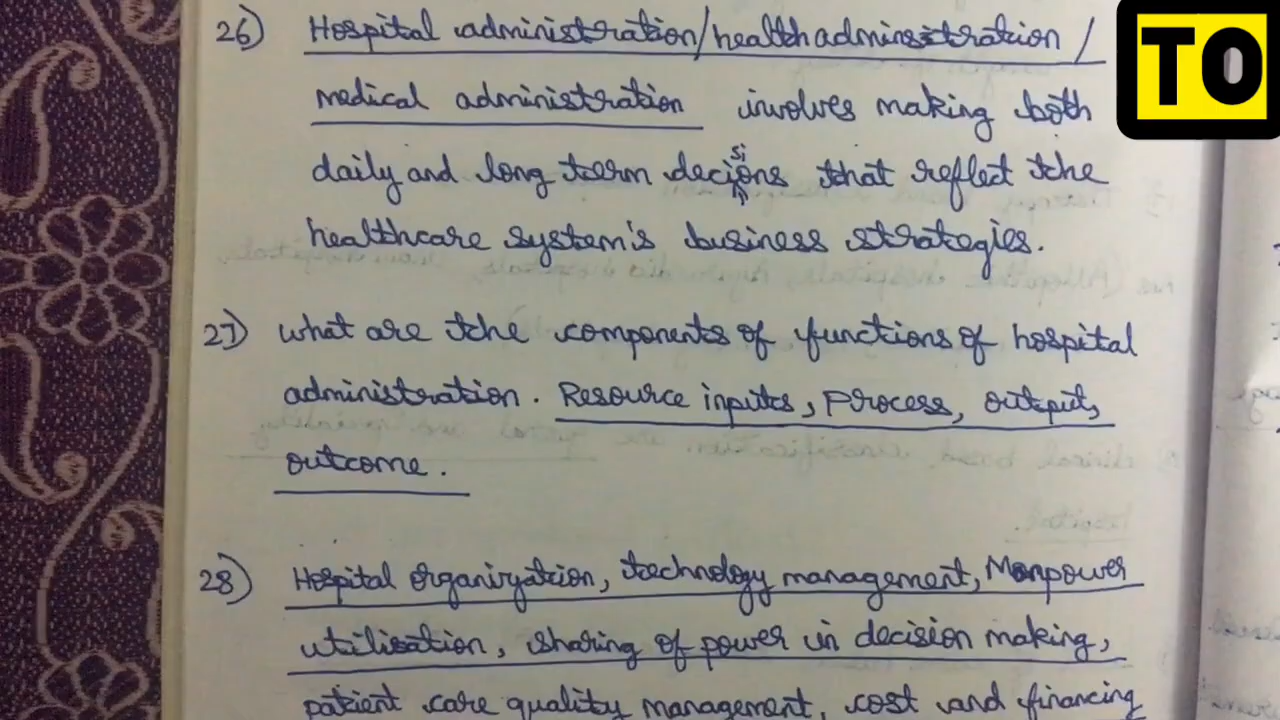 TO
26) Hospital administration/health administration/
medical administration involves making both
daily and long term decisions that reflect the
healthcare system's business strategies.
27) what are the components of functions of hospital
administration. Resource inputs, process, output,
outcome.
28) Hospital organization, technology management, Manpower
utilisation, sharing of power in decision making,
patient care quality management, cost and financing